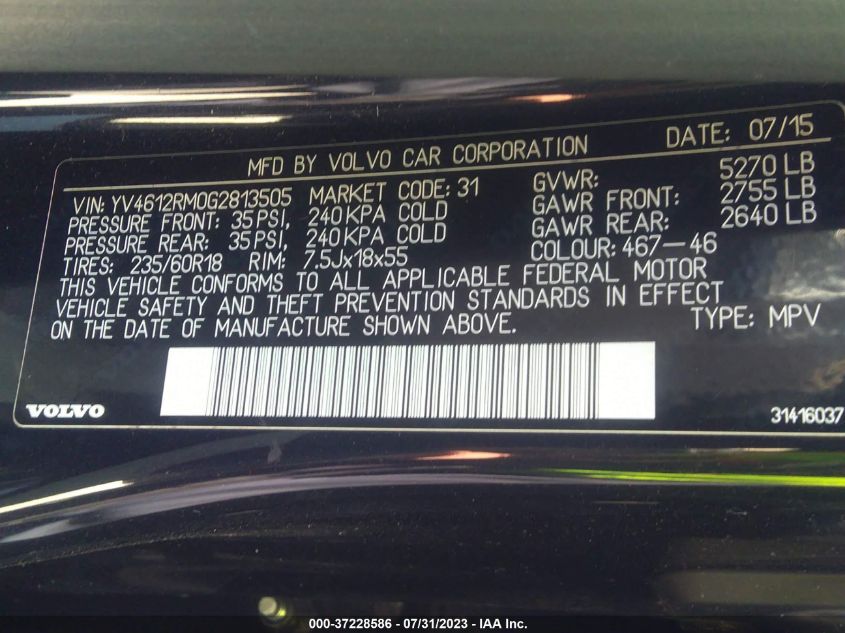 MFD BY VOLVO CAR CORPORATION DATE: 07/15
VIN: YV4612RM0G2813505 MARKET CODE: 31 GVWR: 5270 LB
PRESSURE FRONT: 35 PSI, 240 KPA COLD GAWR FRONT: 2755 LB
PRESSURE REAR: 35 PSI, 240 KPA COLD GAWR REAR: 2640 LB
TIRES: 235/60R18 RIM: 7.5Jx18x55 COLOUR: 467-46
THIS VEHICLE CONFORMS TO ALL APPLICABLE FEDERAL MOTOR
VEHICLE SAFETY AND THEFT PREVENTION STANDARDS IN EFFECT
ON THE DATE OF MANUFACTURE SHOWN ABOVE. TYPE: MPV
VOLVO 31416037
000-37228586 - 07/31/2023 - IAA Inc.